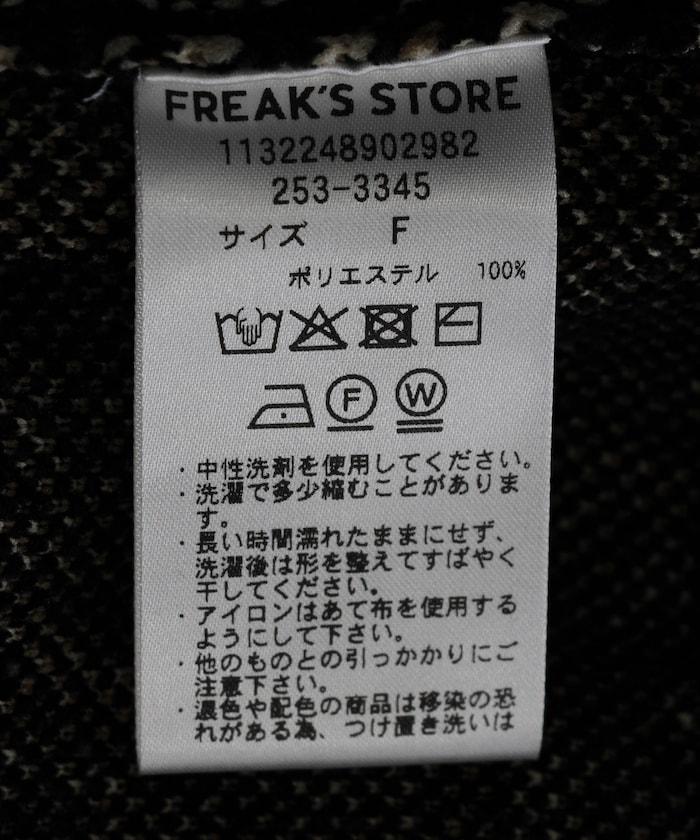 FREAK'S STORE
1132248902982
253-3345
サイズ F
ポリエステル 100%
F W
・中性洗剤を使用してください。
・洗濯で多少縮むことがありま
す。
・長い時間濡れたままにせず、
洗濯後は形を整えてすばやく
干してください。
・アイロンはあて布を使用する
ようにして下さい。
・他のものとの引っかかりにご
注意下さい。
・濃色や配色の商品は移染の恐
れがある為、つけ置き洗いは